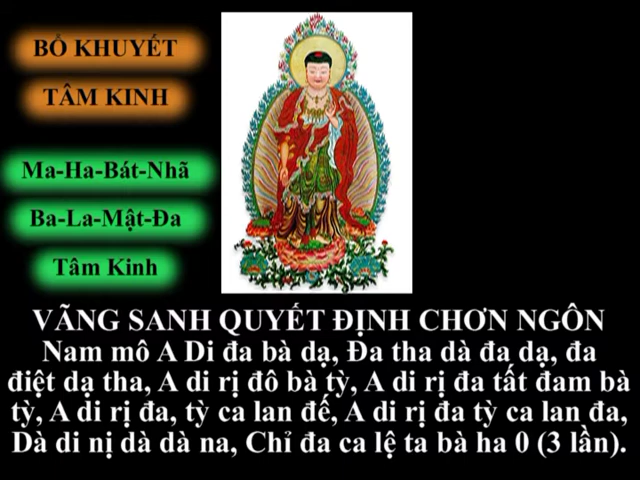 BỔ KHUYẾT
TÂM KINH
Ma-Ha-Bát-Nhã
Ba-La-Mật-Đa
Tâm Kinh
VÃNG SANH QUYẾT ĐỊNH CHƠN NGÔN
Nam mô A Di đa bà dạ, Đa tha dà đa dạ, đa
điệt dạ tha, A di rị đô bà tỳ, A di rị đa tất đam bà
tỳ, A di rị đa, tỳ ca lan đế, A di rị đa tỳ ca lan đa,
Dà di nị dà dà na, Chỉ đa ca lệ ta bà ha 0 (3 lần).